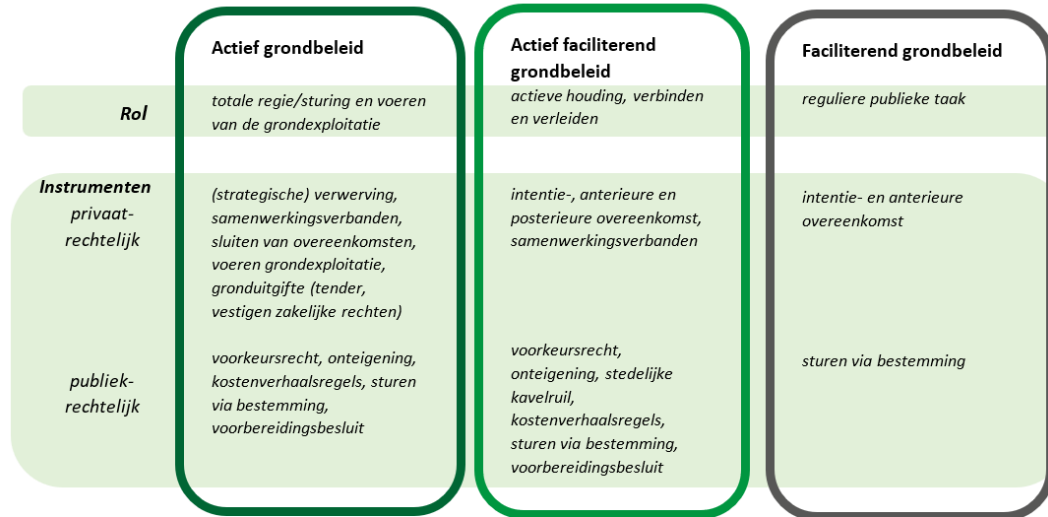 Actief grondbeleid
Actief faciliterend
grondbeleid
Faciliterend grondbeleid
Rol
totale regie/sturing en voeren
van de grondexploitatie
actieve houding, verbinden
en verleiden
reguliere publieke taak
Instrumenten
privaat-
rechtelijk
(strategische) verwerving,
samenwerkingsverbanden,
sluiten van overeenkomsten,
voeren grondexploitatie,
gronduitgifte (tender,
vestigen zakelijke rechten)
intentie-, anterieure en
posterieure overeenkomst,
samenwerkingsverbanden
intentie- en anterieure
overeenkomst
publiek-
rechtelijk
voorkeursrecht, onteigening,
kostenverhaalsregels, sturen
via bestemming,
voorbereidingsbesluit
voorkeursrecht,
onteigening, stedelijke
kavelruil,
kostenverhaalsregels,
sturen via bestemming,
voorbereidingsbesluit
sturen via bestemming